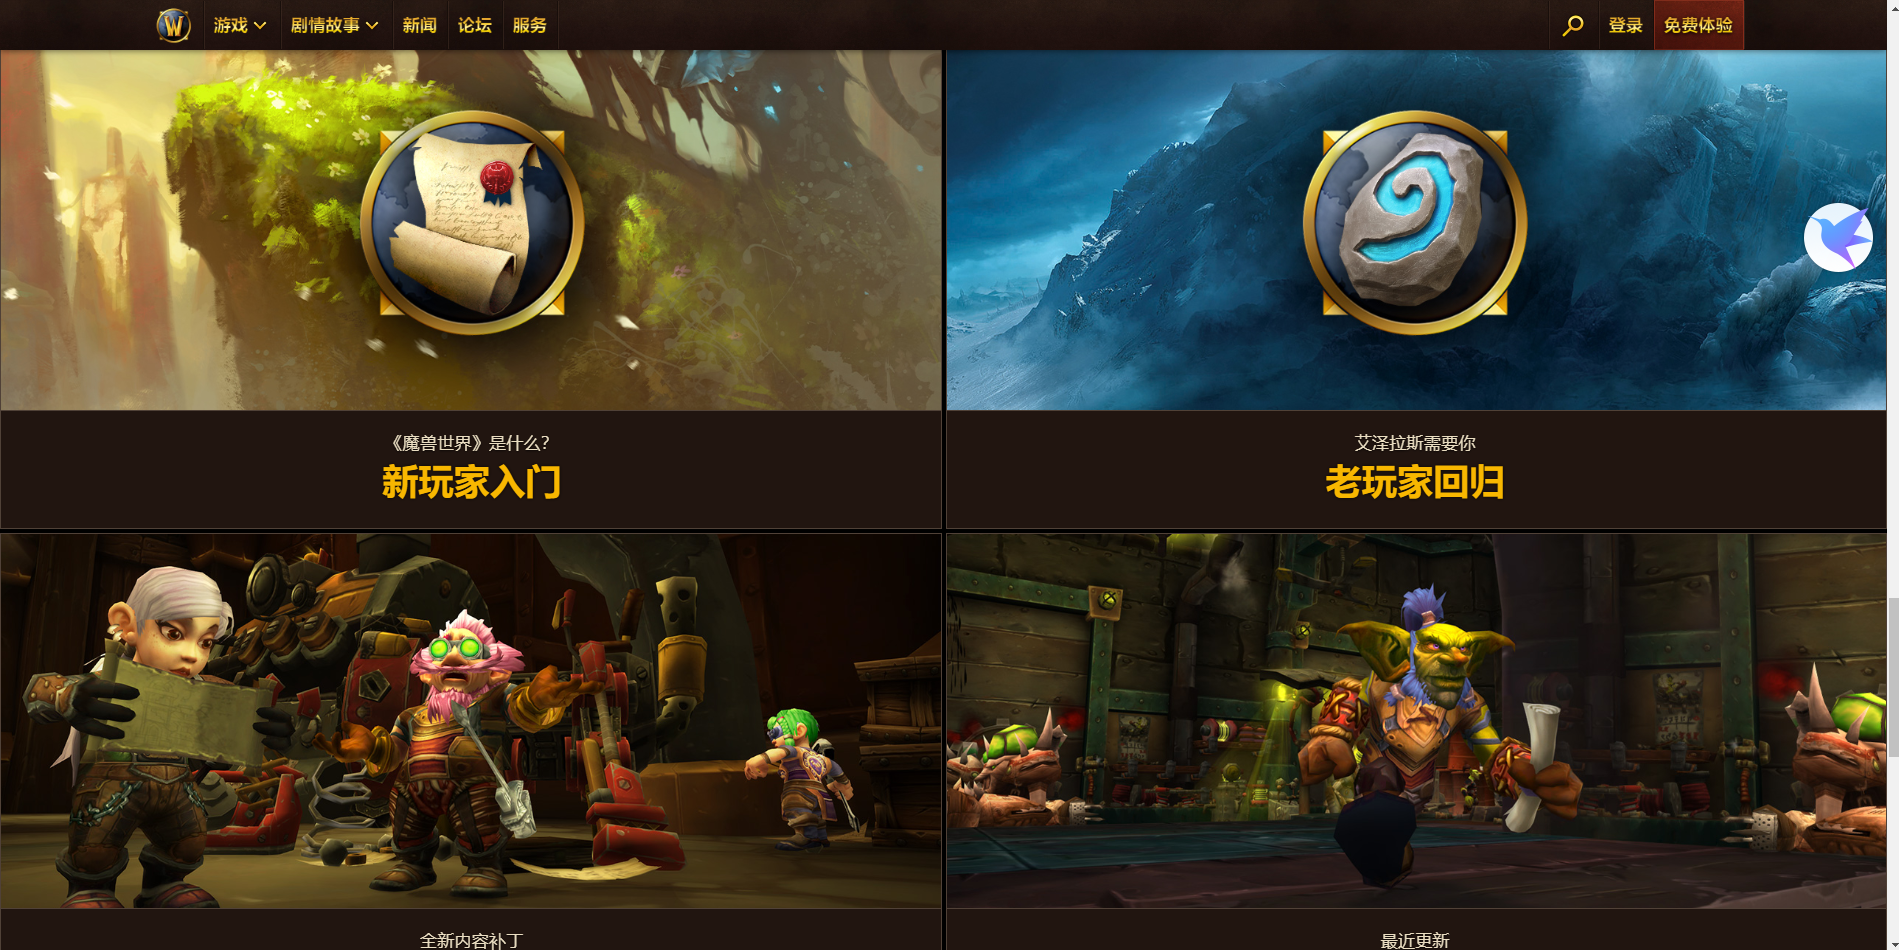 游戏 剧情故事 新闻 论坛 服务 登录 免费体验
《魔兽世界》是什么?
新玩家入门
艾泽拉斯需要你
老玩家回归
全新内容补丁
最近更新